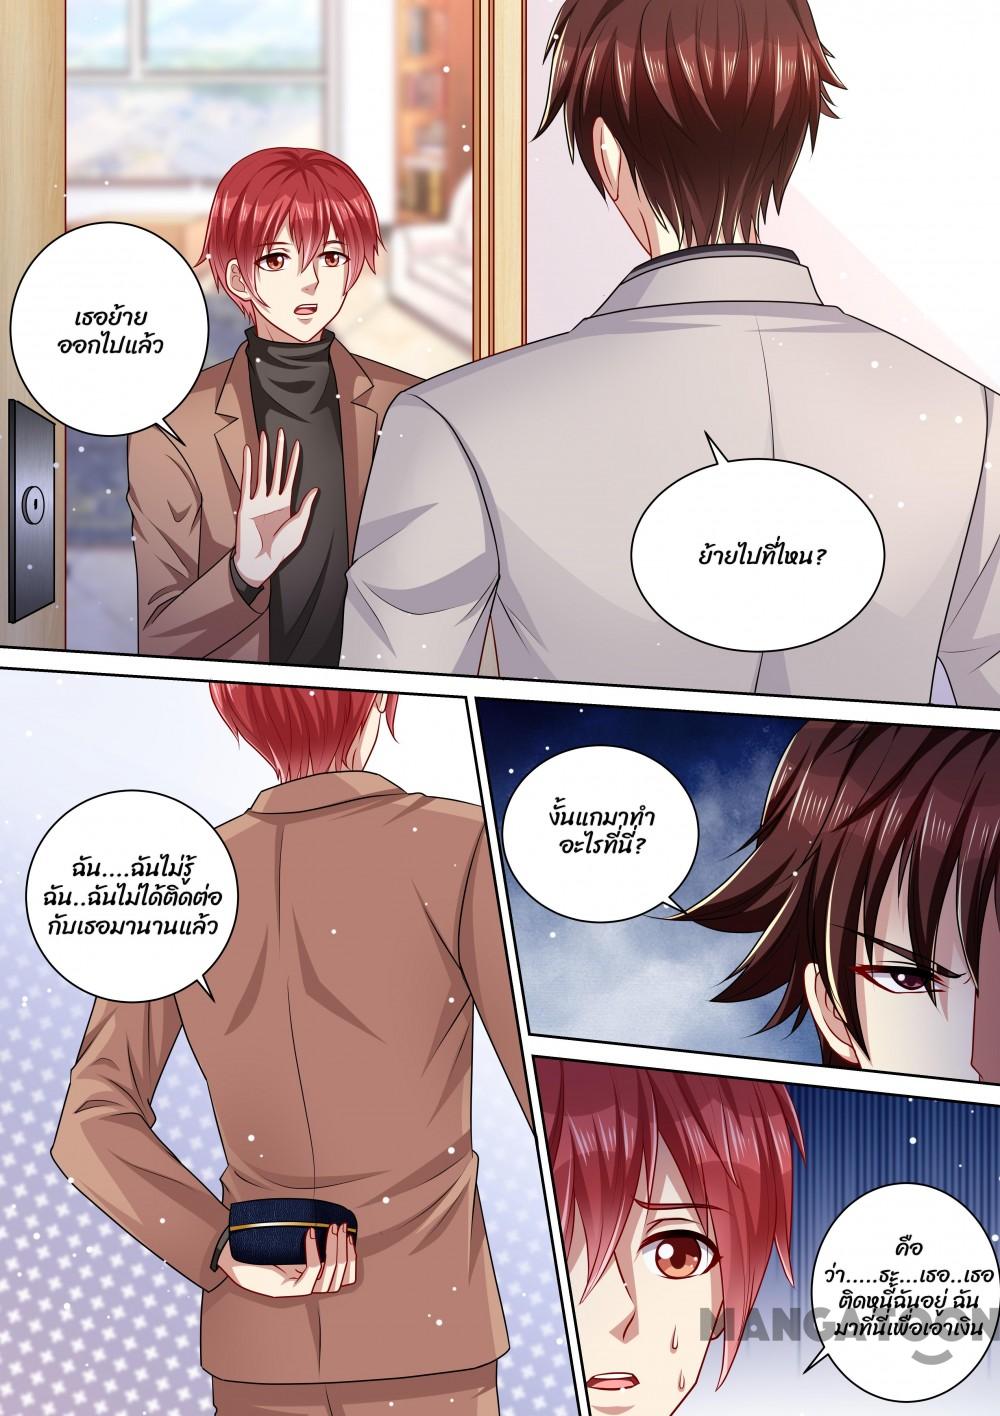 เธอย้าย
ออกไปแล้ว
ย้ายไปที่ไหน?
ฉัน....ฉันไม่รู้
ฉัน..ฉันไม่ได้ติดต่อ
กับเธอมานานแล้ว
งั้นแกมาทำ
อะไรที่นี่?
คือ
ว่า.....ธะ...เธอ..เธอ
ติดหนี้ฉันอยู่ ฉัน
มาที่นี่เพื่อเอาเงิน
MANGATOON